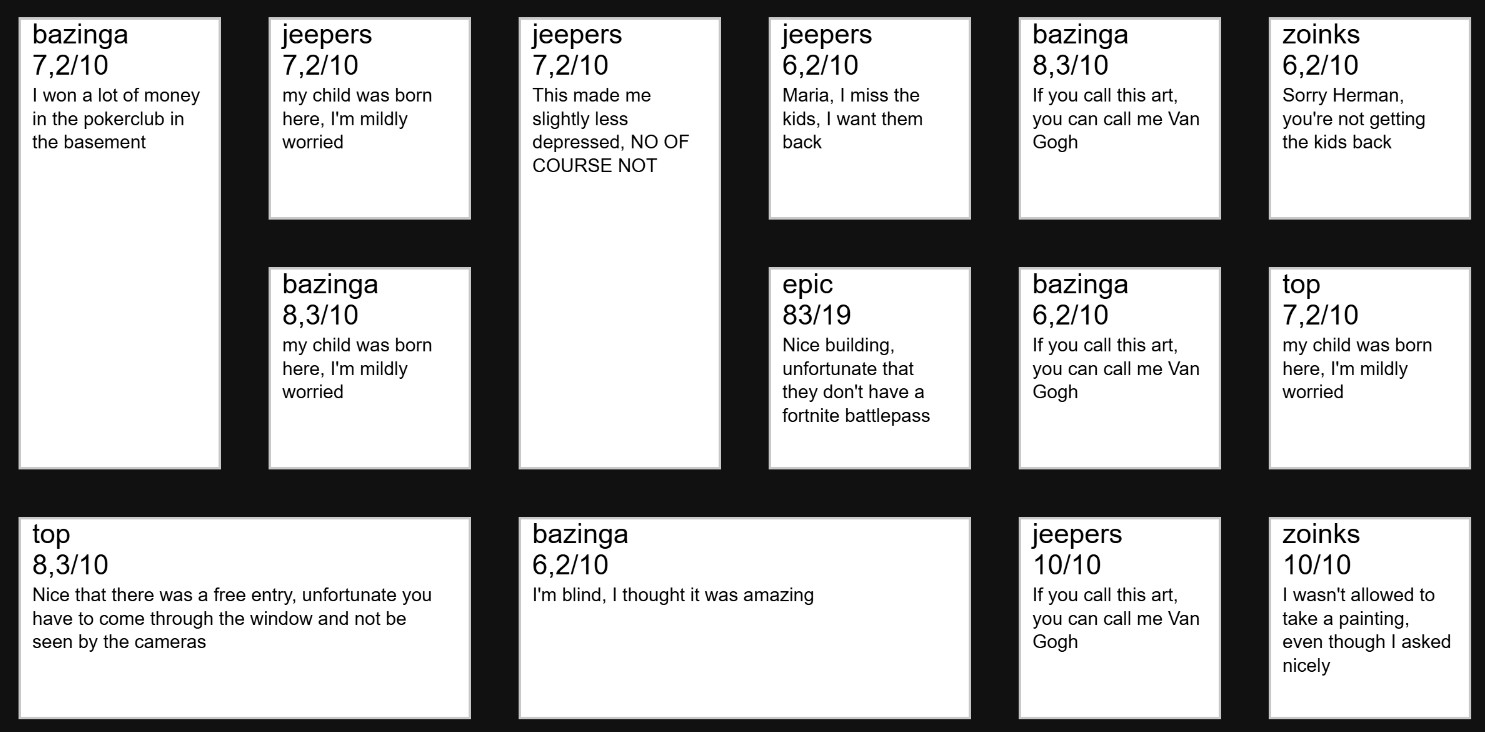 bazinga
7,2/10
I won a lot of money
in the pokerclub in
the basement
jeepers
7,2/10
my child was born
here, I'm mildly
worried
jeepers
7,2/10
This made me
slightly less
depressed, NO OF
COURSE NOT
jeepers
6,2/10
Maria, I miss the
kids, I want them
back
bazinga
8,3/10
If you call this art,
you can call me Van
Gogh
zoinks
6,2/10
Sorry Herman,
you're not getting
the kids back
bazinga
8,3/10
my child was born
here, I'm mildly
worried
epic
83/19
Nice building,
unfortunate that
they don't have a
fortnite battlepass
bazinga
6,2/10
If you call this art,
you can call me Van
Gogh
top
7,2/10
my child was born
here, I'm mildly
worried
top
8,3/10
Nice that there was a free entry, unfortunate you
have to come through the window and not be
seen by the cameras
bazinga
6,2/10
I'm blind, I thought it was amazing
jeepers
10/10
If you call this art,
you can call me Van
Gogh
zoinks
10/10
I wasn't allowed to
take a painting,
even though I asked
nicely